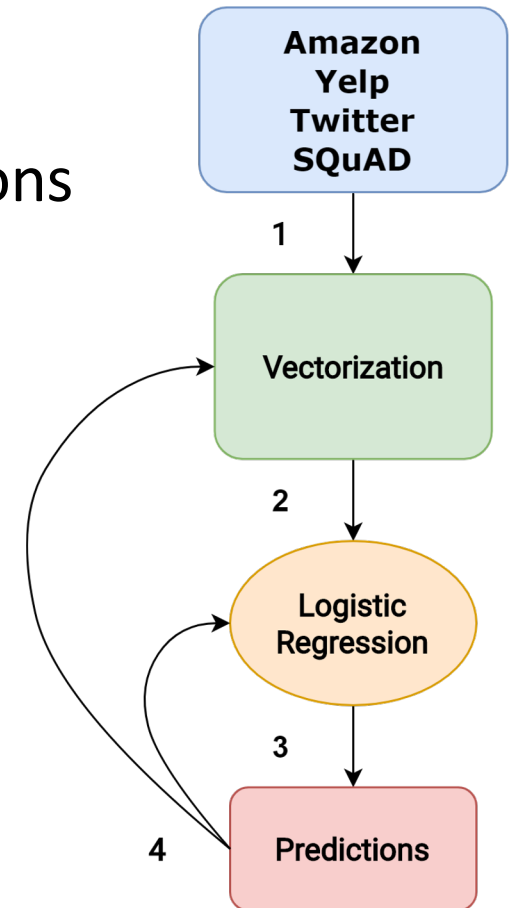 Amazon
Yelp
Twitter
SQuAD
ons
1
Vectorization
2
Logistic
Regression
3
4
Predictions